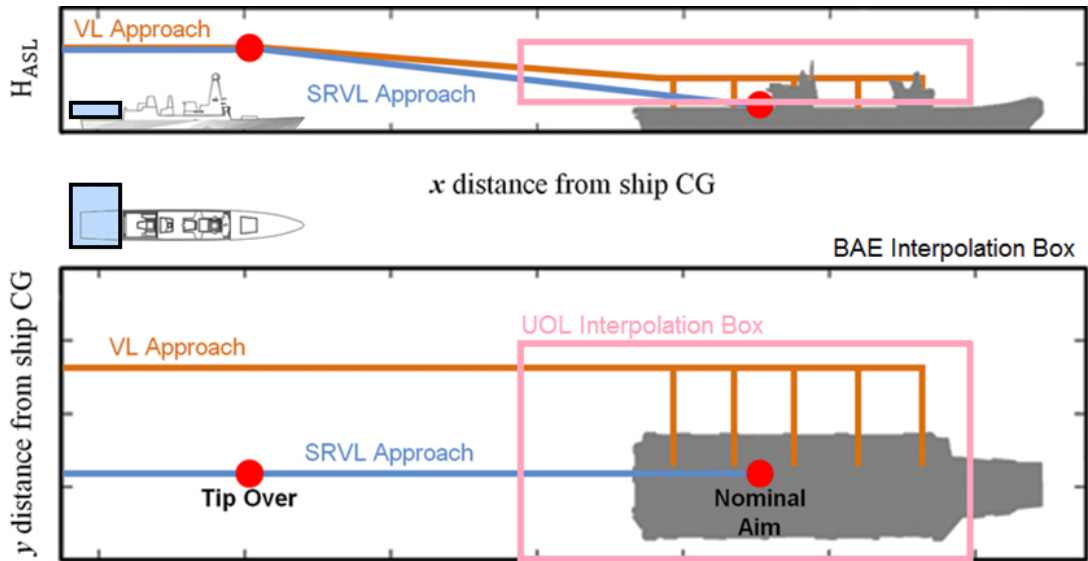 VL Approach
H_ASL
SRVL Approach
x distance from ship CG
BAE Interpolation Box
y distance from ship CG
UOL Interpolation Box
VL Approach
SRVL Approach
Tip Over
Nominal
Aim